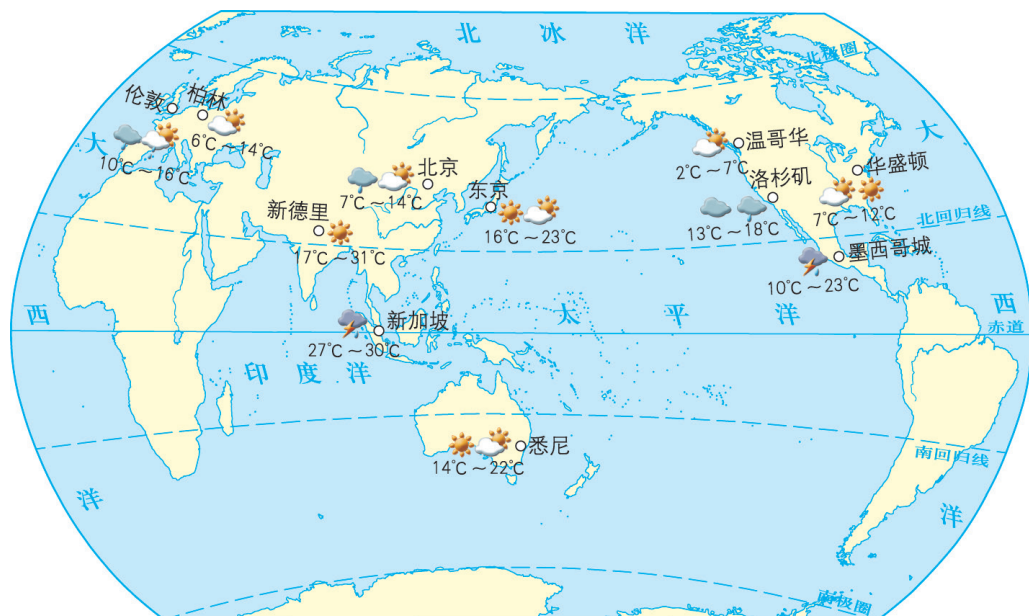 北冰洋
北极圈
伦敦
柏林
大
大
6℃～14℃
10℃～16℃
温哥华
2℃～7℃
华盛顿
北京
7℃～14℃
洛杉矶
东京
7℃～12℃
新德里
16℃～23℃
13℃～18℃
北回归线
17℃～31℃
墨西哥城
10℃～23℃
西
新加坡
太平洋
西
赤道
27℃～30℃
印度洋
悉尼
南回归线
14℃～22℃
洋
洋
南极圈